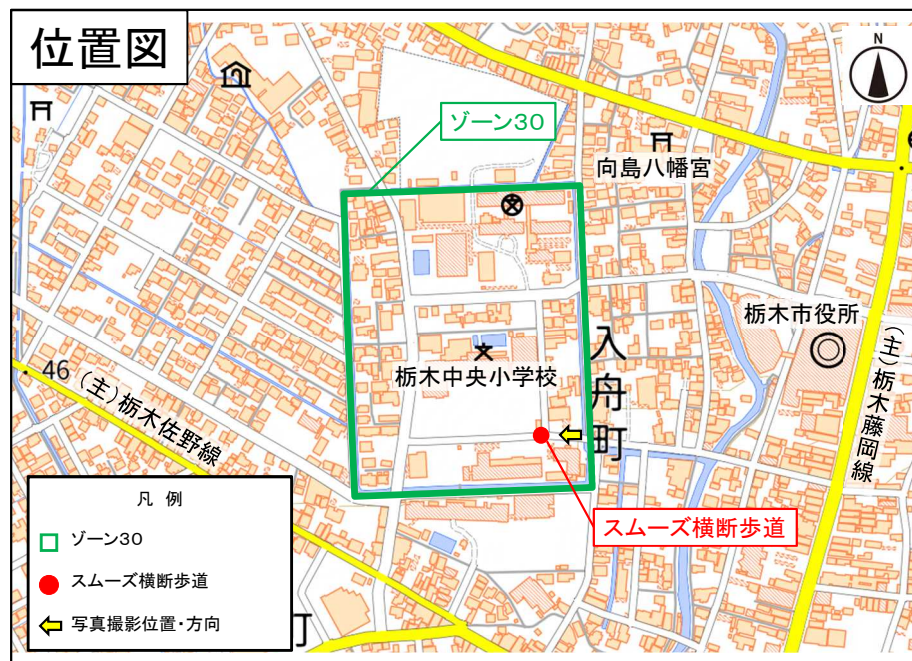 位置図
N
ゾーン30
向島八幡宮
栃木市役所
栃木中央小学校
入舟町
46
(主)栃木佐野線
(主)栃木藤岡線
スムーズ横断歩道
凡 例
ゾーン30
スムーズ横断歩道
写真撮影位置・方向
町